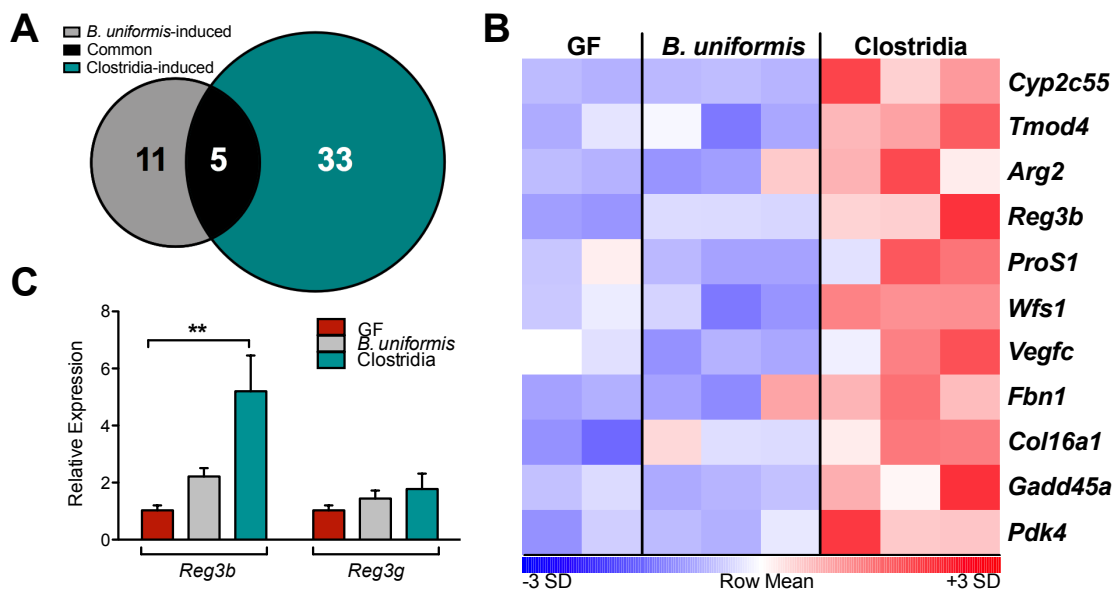 A
B. uniformis-induced
Common
Clostridia-induced
11
5
33
B
GF
B. uniformis
Clostridia
Cyp2c55
Tmod4
Arg2
Reg3b
ProS1
Wfs1
Vegfc
Fbn1
Col16a1
Gadd45a
Pdk4
-3 SD
Row Mean
+3 SD
C
Relative Expression
8
6
4
2
0
**
GF
B. uniformis
Clostridia
Reg3b
Reg3g